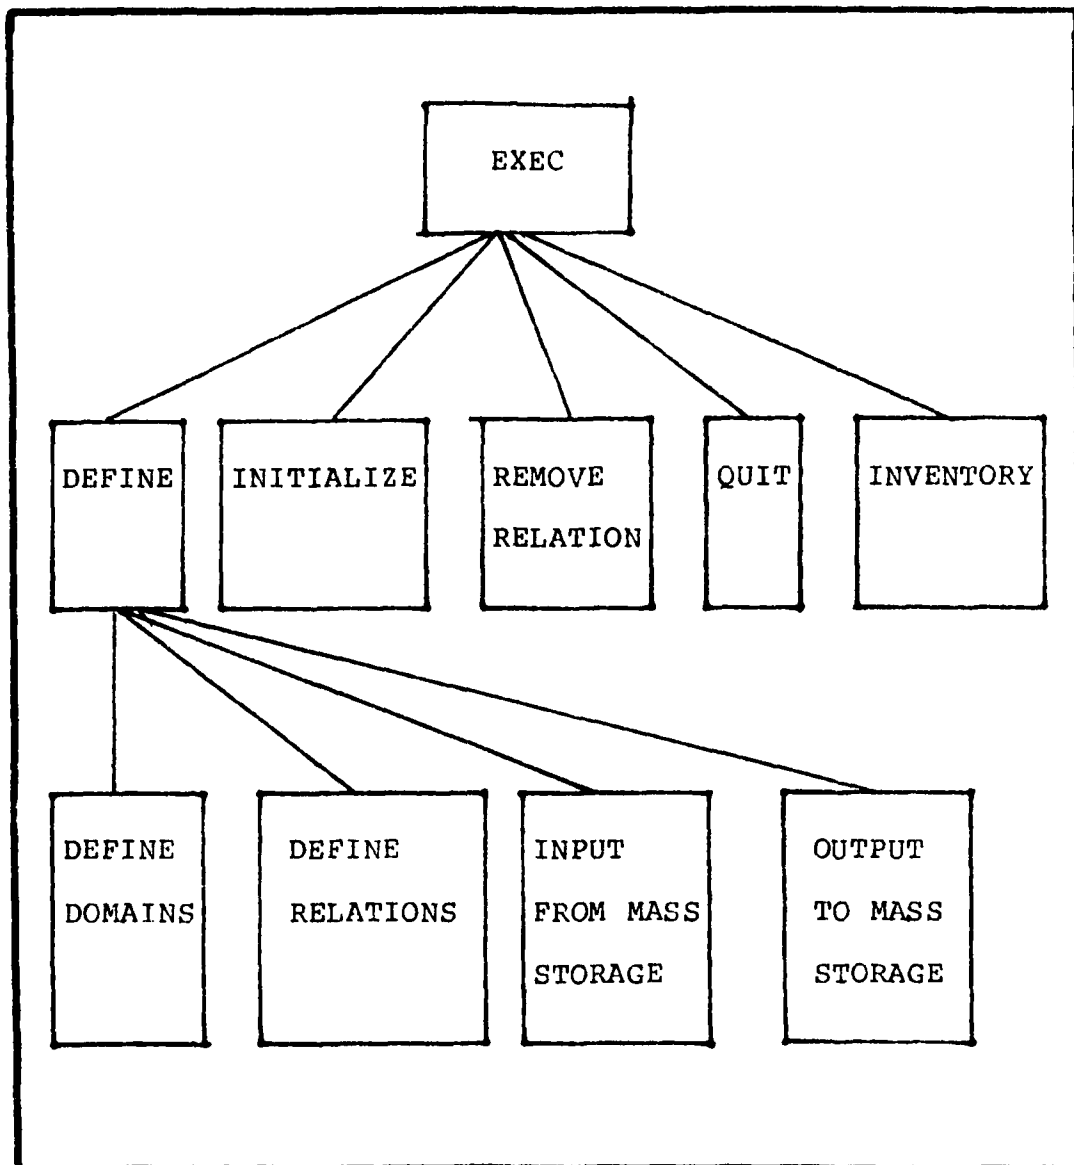 EXEC
DEFINE
INITIALIZE
REMOVE
RELATION
QUIT
INVENTORY
DEFINE
DOMAINS
DEFINE
RELATIONS
INPUT
FROM MASS
STORAGE
OUTPUT
TO MASS
STORAGE